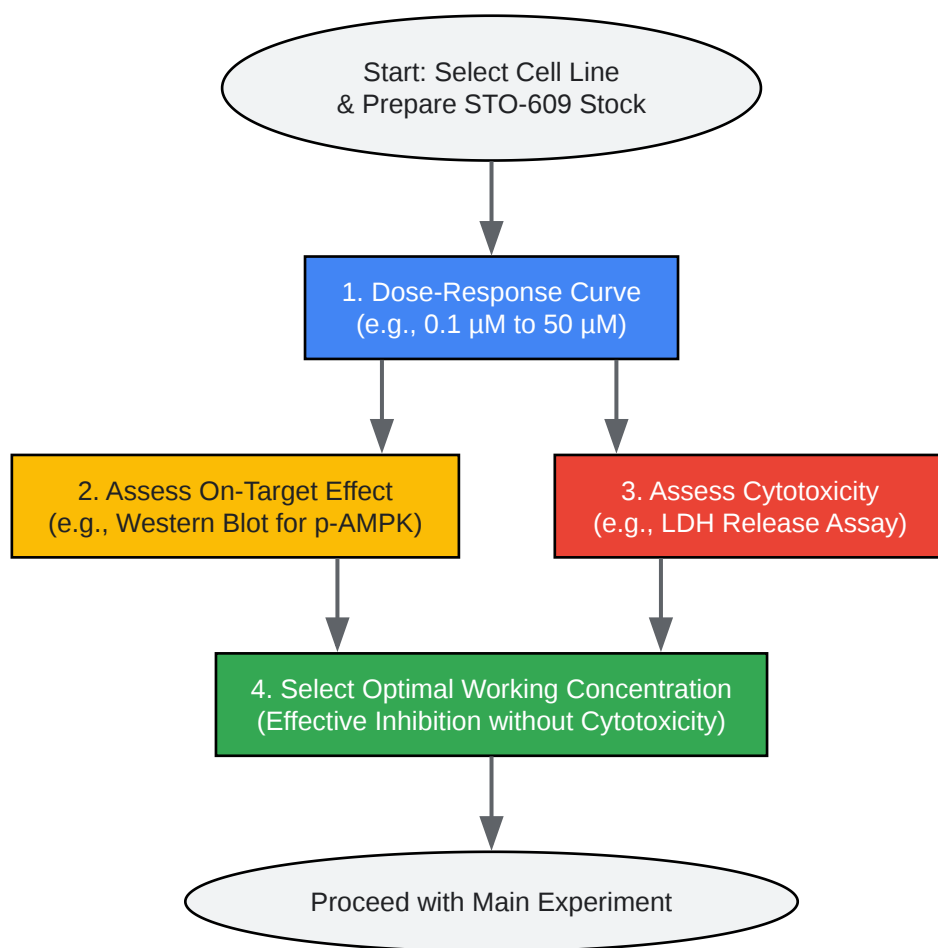 Start: Select Cell Line
& Prepare STO-609 Stock
1. Dose-Response Curve
(e.g., 0.1 µM to 50 µM)
2. Assess On-Target Effect
(e.g., Western Blot for p-AMPK)
3. Assess Cytotoxicity
(e.g., LDH Release Assay)
4. Select Optimal Working Concentration
(Effective Inhibition without Cytotoxicity)
Proceed with Main Experiment